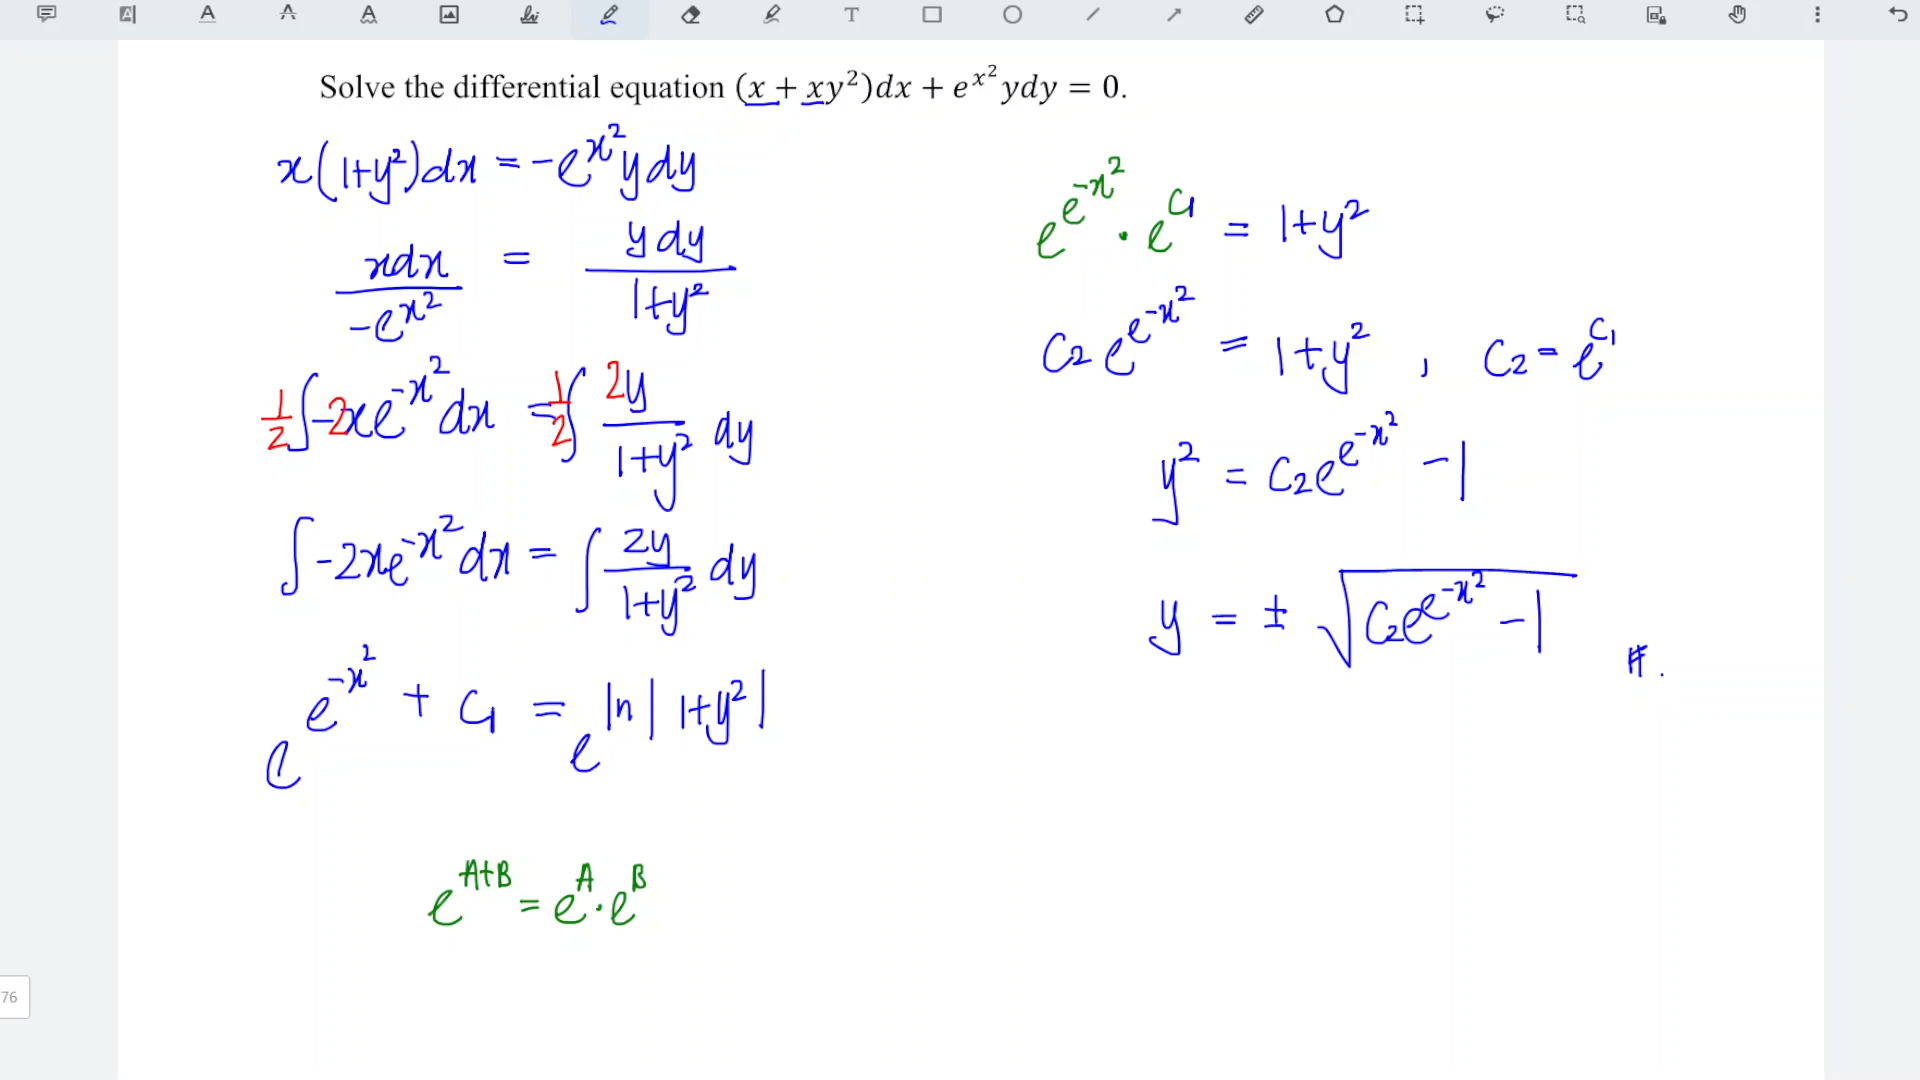 Solve the differential equation (x + xy²)dx + e^{x²}ydy = 0.
x(1+y²)dx = -e^{x²}ydy
xdx/-e^{x²} = ydy/1+y²
1/2∫-2xe^{-x²}dx = 1/2∫2y/1+y² dy
∫-2xe^{-x²}dx = ∫2y/1+y² dy
e^{e^{-x²} + C₁} = e^{ln|1+y²|}
e^{A+B} = e^A · e^B
e^{e^{-x²}} · e^{C₁} = 1+y²
C₂e^{e^{-x²}} = 1+y² , C₂ = e^{C₁}
y² = C₂e^{e^{-x²}} - 1
y = ± √(C₂e^{e^{-x²}} - 1) #.
76